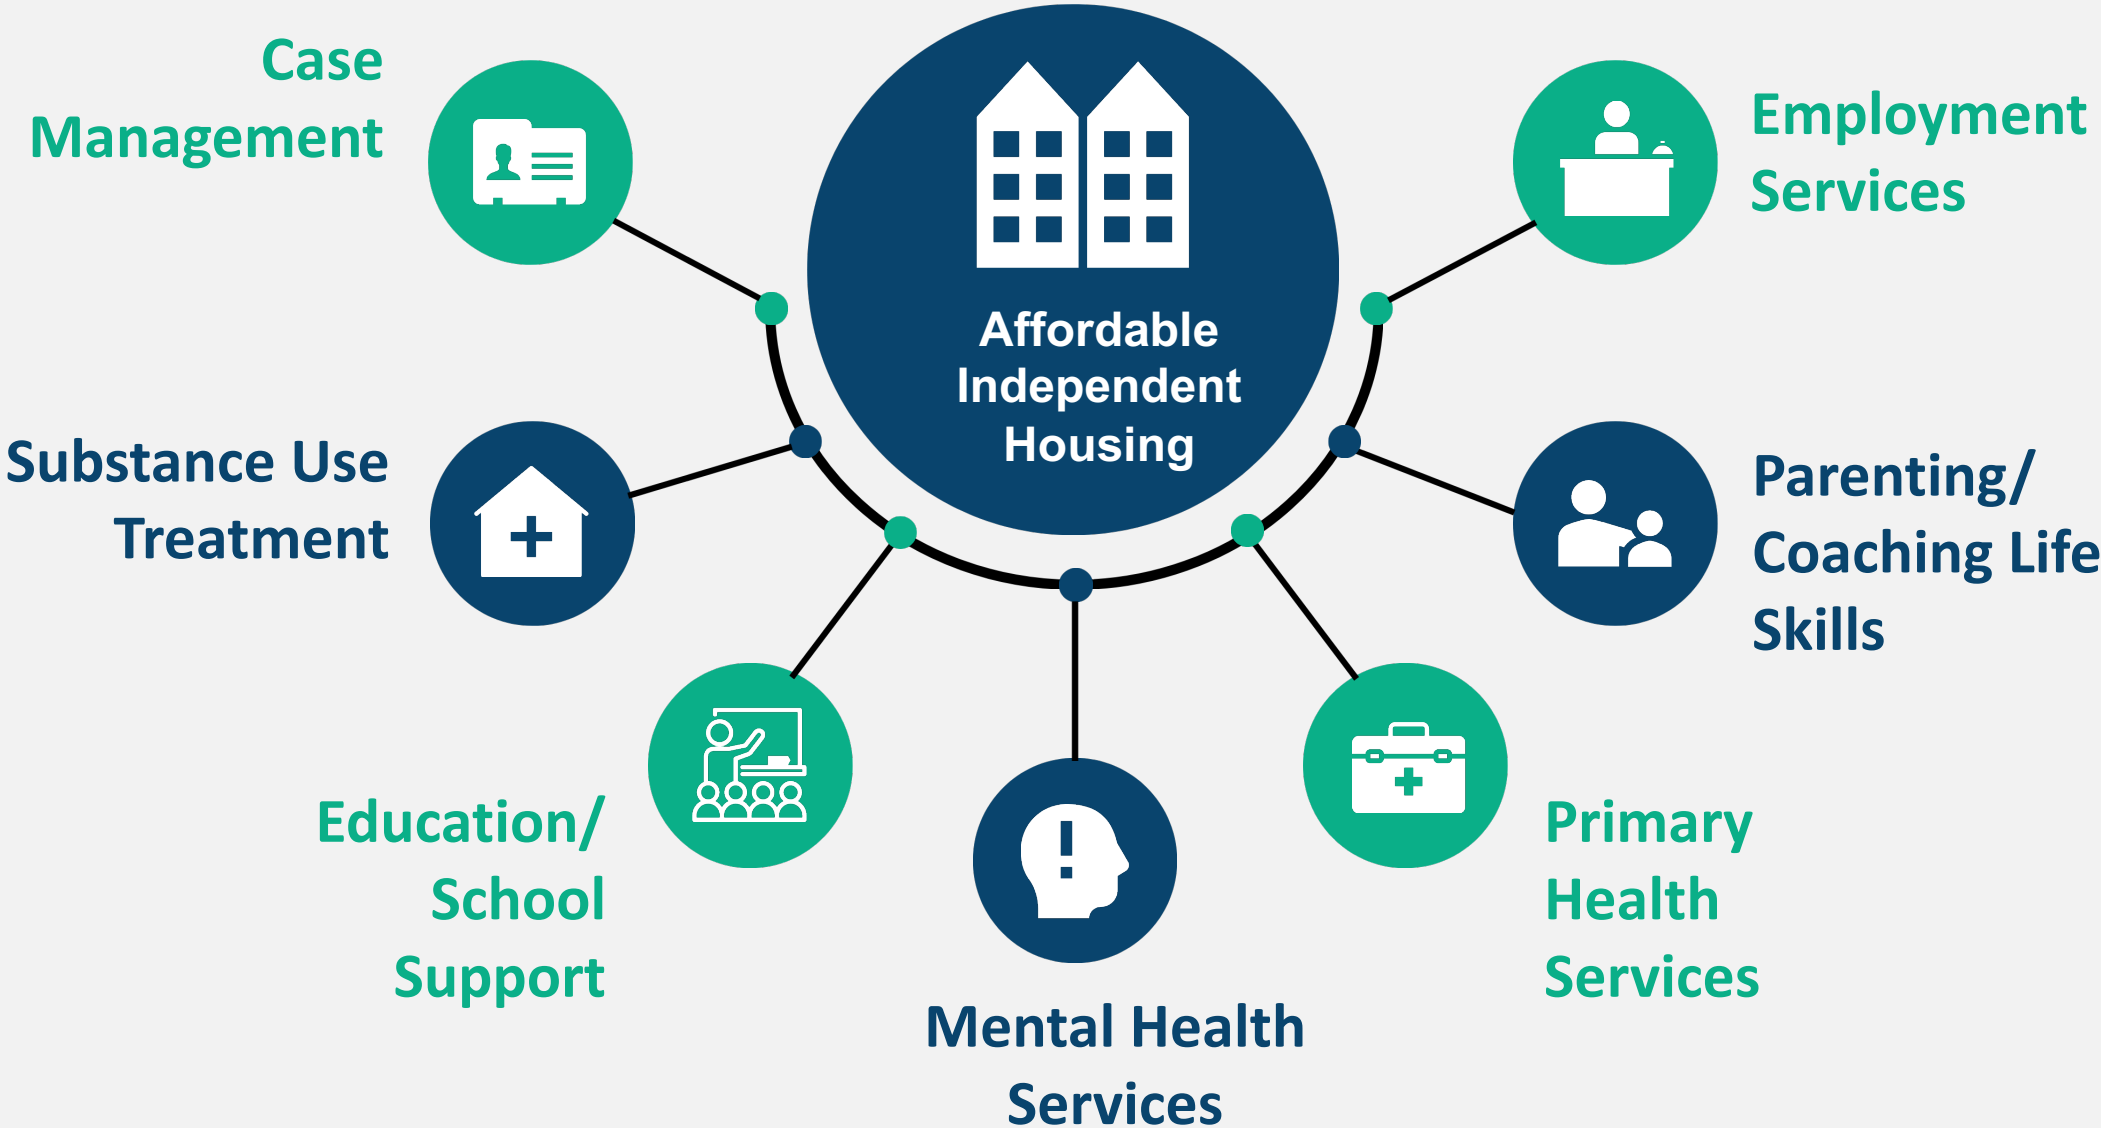 Case
Management
Affordable
Independent
Housing
Employment
Services
Substance Use
Treatment
Parenting/
Coaching Life
Skills
Education/
School
Support
Mental Health
Services
Primary
Health
Services